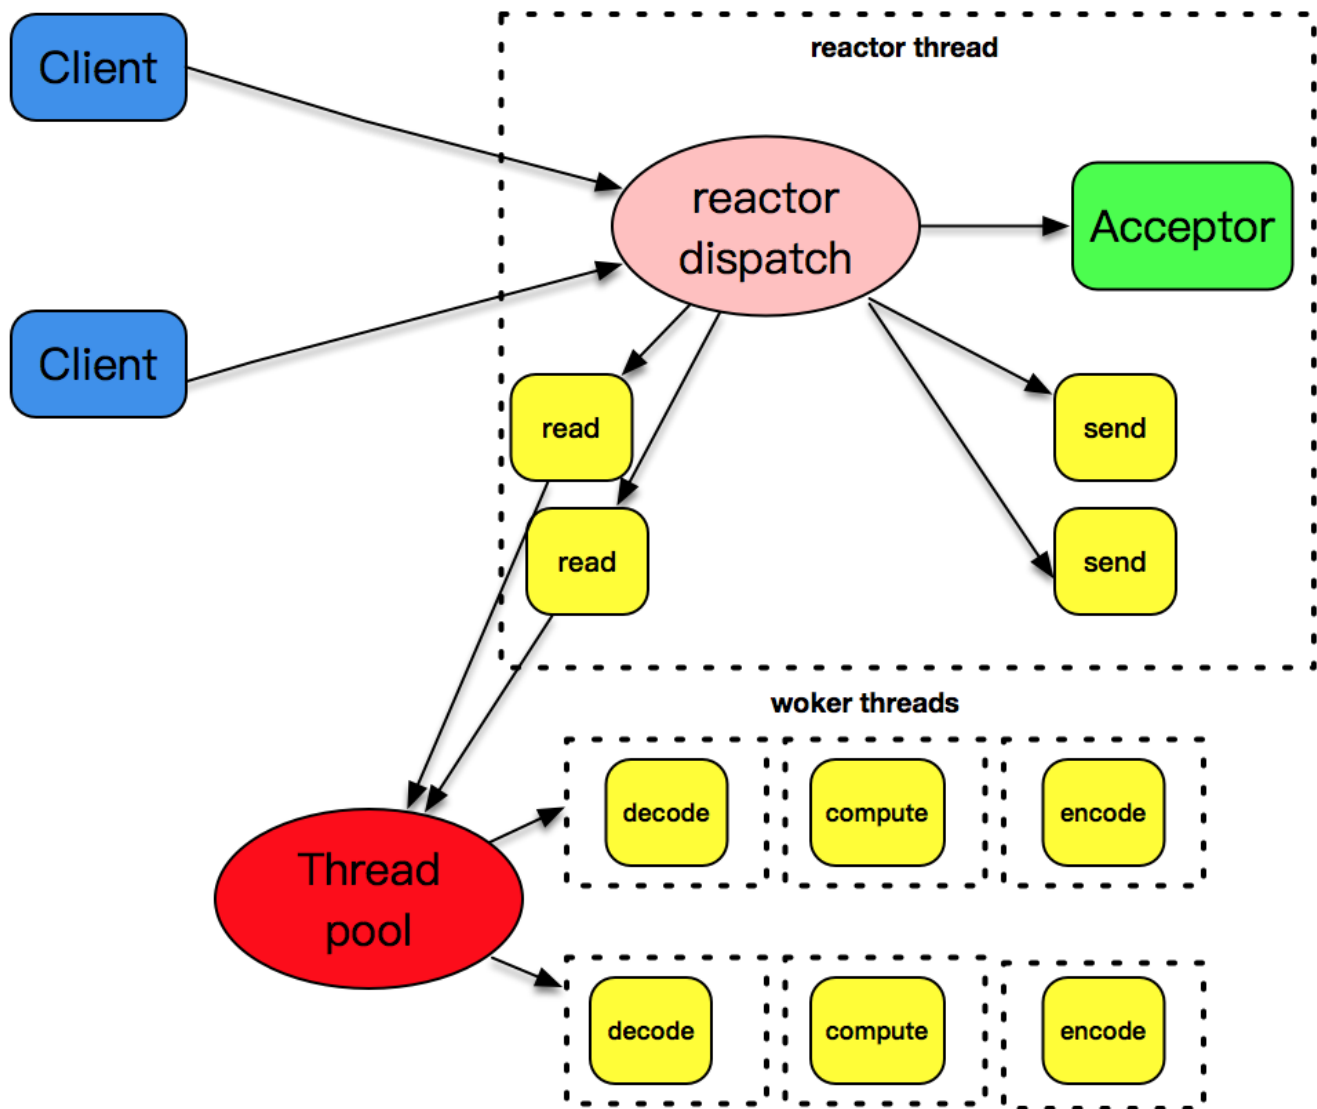 Client
reactor thread
reactor
dispatch
Acceptor
Client
read
send
read
send
woker threads
decode
compute
encode
Thread
pool
decode
compute
encode